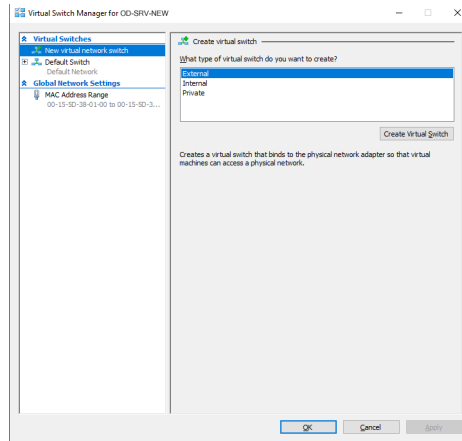 Virtual Switch Manager for OD-SRV-NEW
Virtual Switches
New virtual network switch
Default Switch
Default Network
Global Network Settings
MAC Address Range
00-15-5D-38-01-00 to 00-15-5D-3...
Create virtual switch
What type of virtual switch do you want to create?
External
Internal
Private
Create Virtual Switch
Creates a virtual switch that binds to the physical network adapter so that virtual
machines can access a physical network.
OK
Cancel
Apply